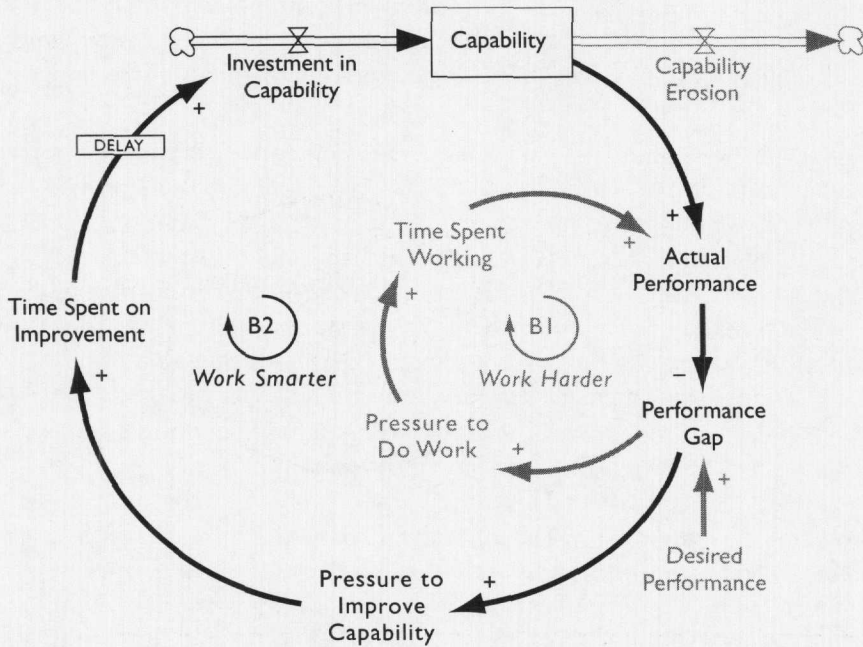 Investment in
Capability
Capability
Capability
Erosion
+
DELAY
Time Spent
Working
+
+
Actual
Performance
+
Time Spent on
Improvement
B2
Work Smarter
B1
Work Harder
+
−
Performance
Gap
Pressure to
Do Work
+
+
Desired
Performance
+
Pressure to
Improve
Capability
+